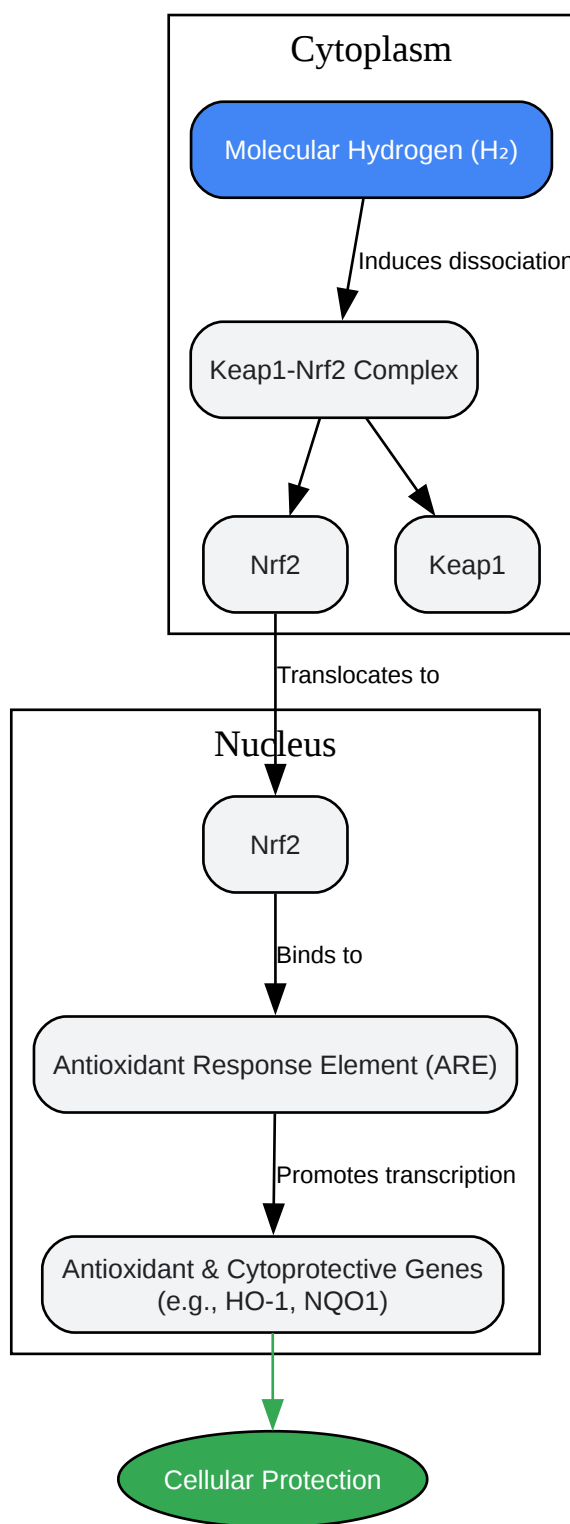 Cytoplasm
Molecular Hydrogen (H₂)
Induces dissociation
Keap1-Nrf2 Complex
Nrf2
Keap1
Translocates to
Nucleus
Nrf2
Binds to
Antioxidant Response Element (ARE)
Promotes transcription
Antioxidant & Cytoprotective Genes
(e.g., HO-1, NQO1)
Cellular Protection